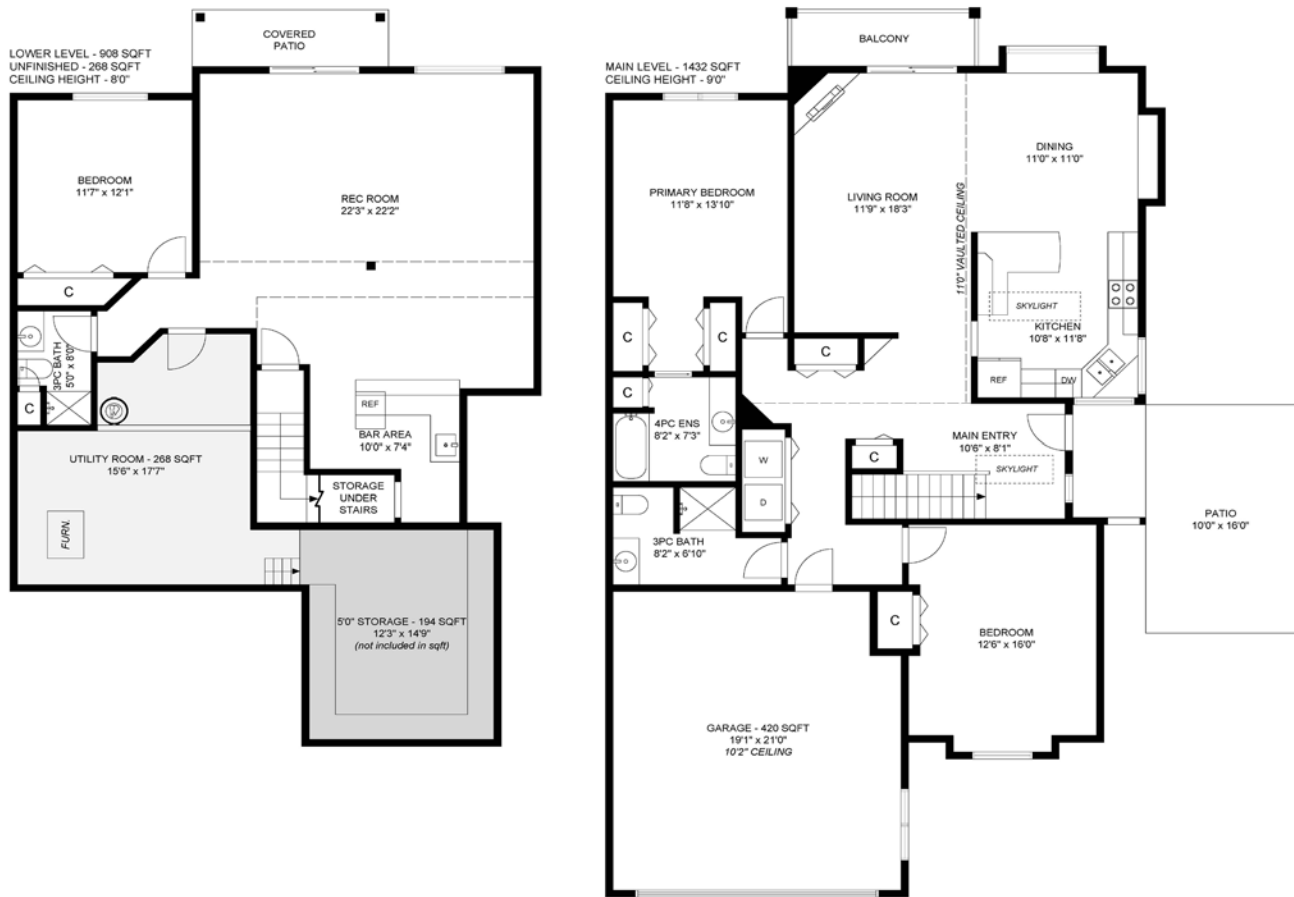 LOWER LEVEL - 908 SQFT
UNFINISHED - 268 SQFT
CEILING HEIGHT - 8'0"
COVERED
PATIO
BEDROOM
11'7" x 12'1"
REC ROOM
22'3" x 22'2"
C
3PC BATH
5'0" x 8'0"
C
REF
BAR AREA
10'0" x 7'4"
UTILITY ROOM - 268 SQFT
15'6" x 17'7"
STORAGE
UNDER
STAIRS
FURN.
5'0" STORAGE - 194 SQFT
12'3" x 14'9"
(not included in sqft)
MAIN LEVEL - 1432 SQFT
CEILING HEIGHT - 9'0"
BALCONY
PRIMARY BEDROOM
11'8" x 13'10"
LIVING ROOM
11'9" x 18'3"
11'0" VAULTED CEILING
DINING
11'0" x 11'0"
SKYLIGHT
KITCHEN
10'8" x 11'8"
REF
DW
C
C
C
C
4PC ENS
8'2" x 7'3"
W
D
C
MAIN ENTRY
10'6" x 8'1"
SKYLIGHT
PATIO
10'0" x 16'0"
3PC BATH
8'2" x 6'10"
C
BEDROOM
12'6" x 16'0"
GARAGE - 420 SQFT
19'1" x 21'0"
10'2" CEILING